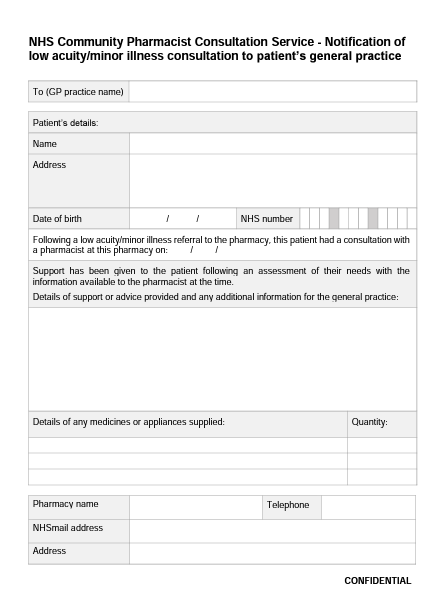 NHS Community Pharmacist Consultation Service - Notification of
low acuity/minor illness consultation to patient's general practice
To (GP practice name)
Patient's details:
Name
Address
Date of birth / / NHS number
Following a low acuity/minor illness referral to the pharmacy, this patient had a consultation with
a pharmacist at this pharmacy on: / /
Support has been given to the patient following an assessment of their needs with the
information available to the pharmacist at the time.
Details of support or advice provided and any additional information for the general practice:
Details of any medicines or appliances supplied: Quantity:
Pharmacy name Telephone
NHSmail address
Address
CONFIDENTIAL